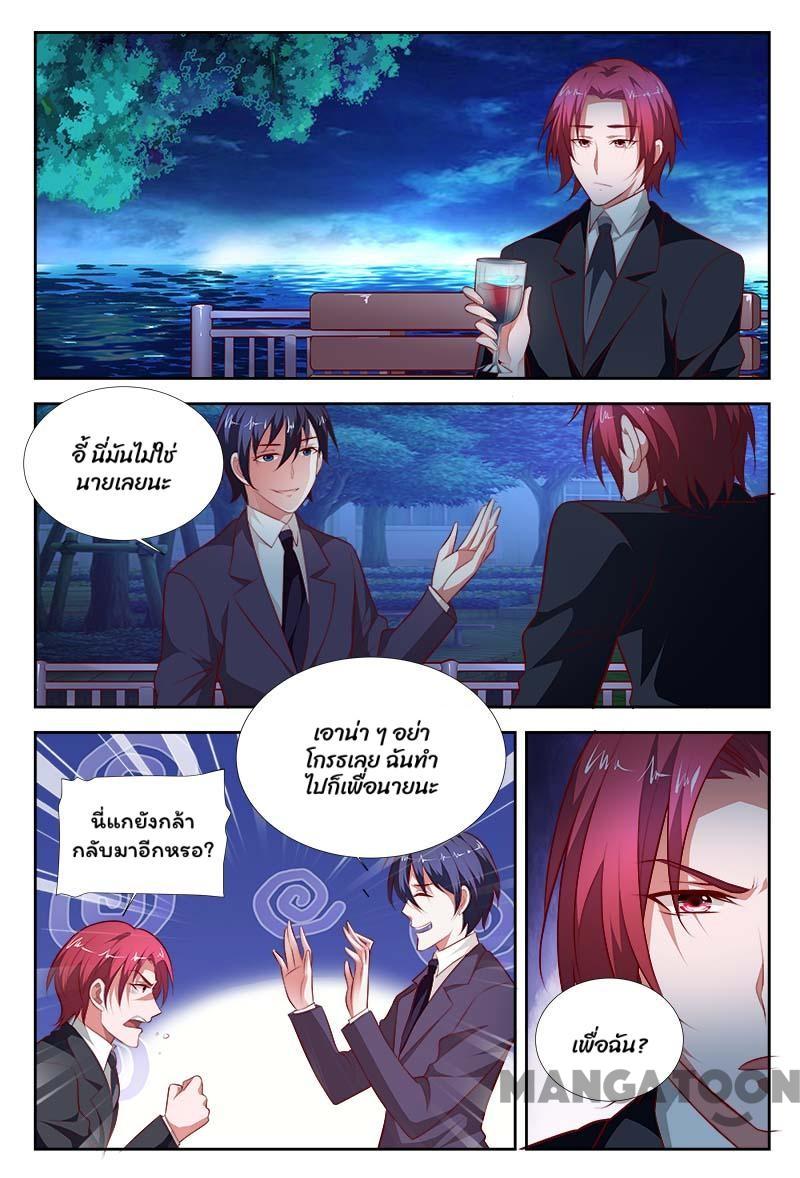 อี้ นี่มันไม่ใช่
นายเลยนะ
เอาน่า ๆ อย่า
โกรธเลย ฉันทำ
ไปก็เพื่อนายนะ
นี่แกยังกล้า
กลับมาอีกหรอ?
เพื่อฉัน?
MANGATOON